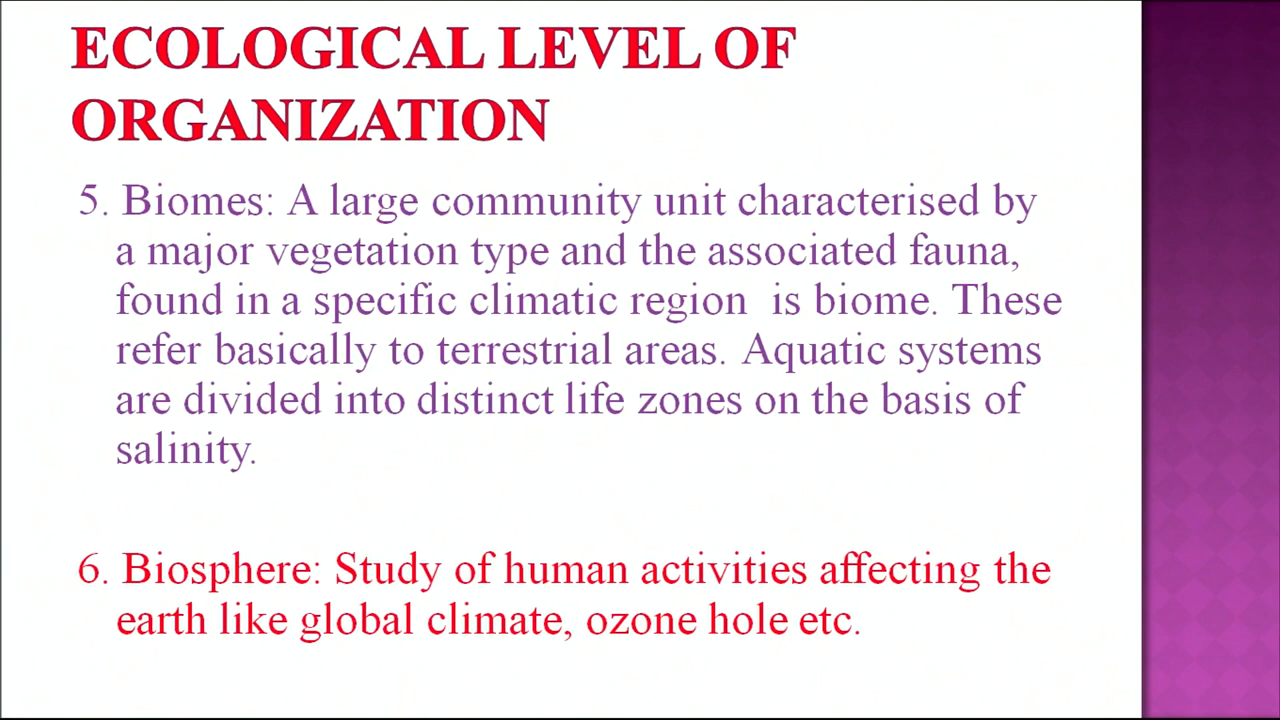 ECOLOGICAL LEVEL OF
ORGANIZATION
5. Biomes: A large community unit characterised by
a major vegetation type and the associated fauna,
found in a specific climatic region  is biome. These
refer basically to terrestrial areas. Aquatic systems
are divided into distinct life zones on the basis of
salinity.
6. Biosphere: Study of human activities affecting the
earth like global climate, ozone hole etc.